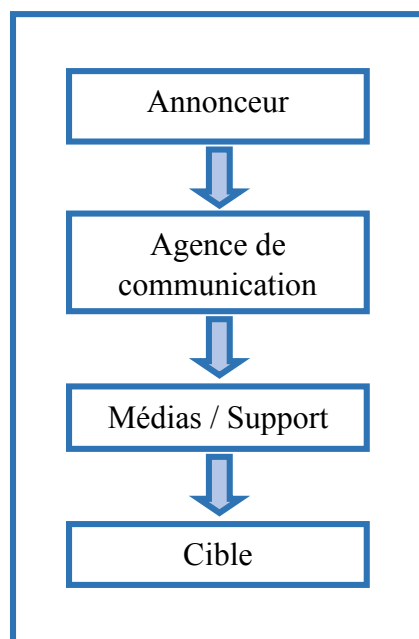 Annonceur
Agence de
communication
Médias / Support
Cible